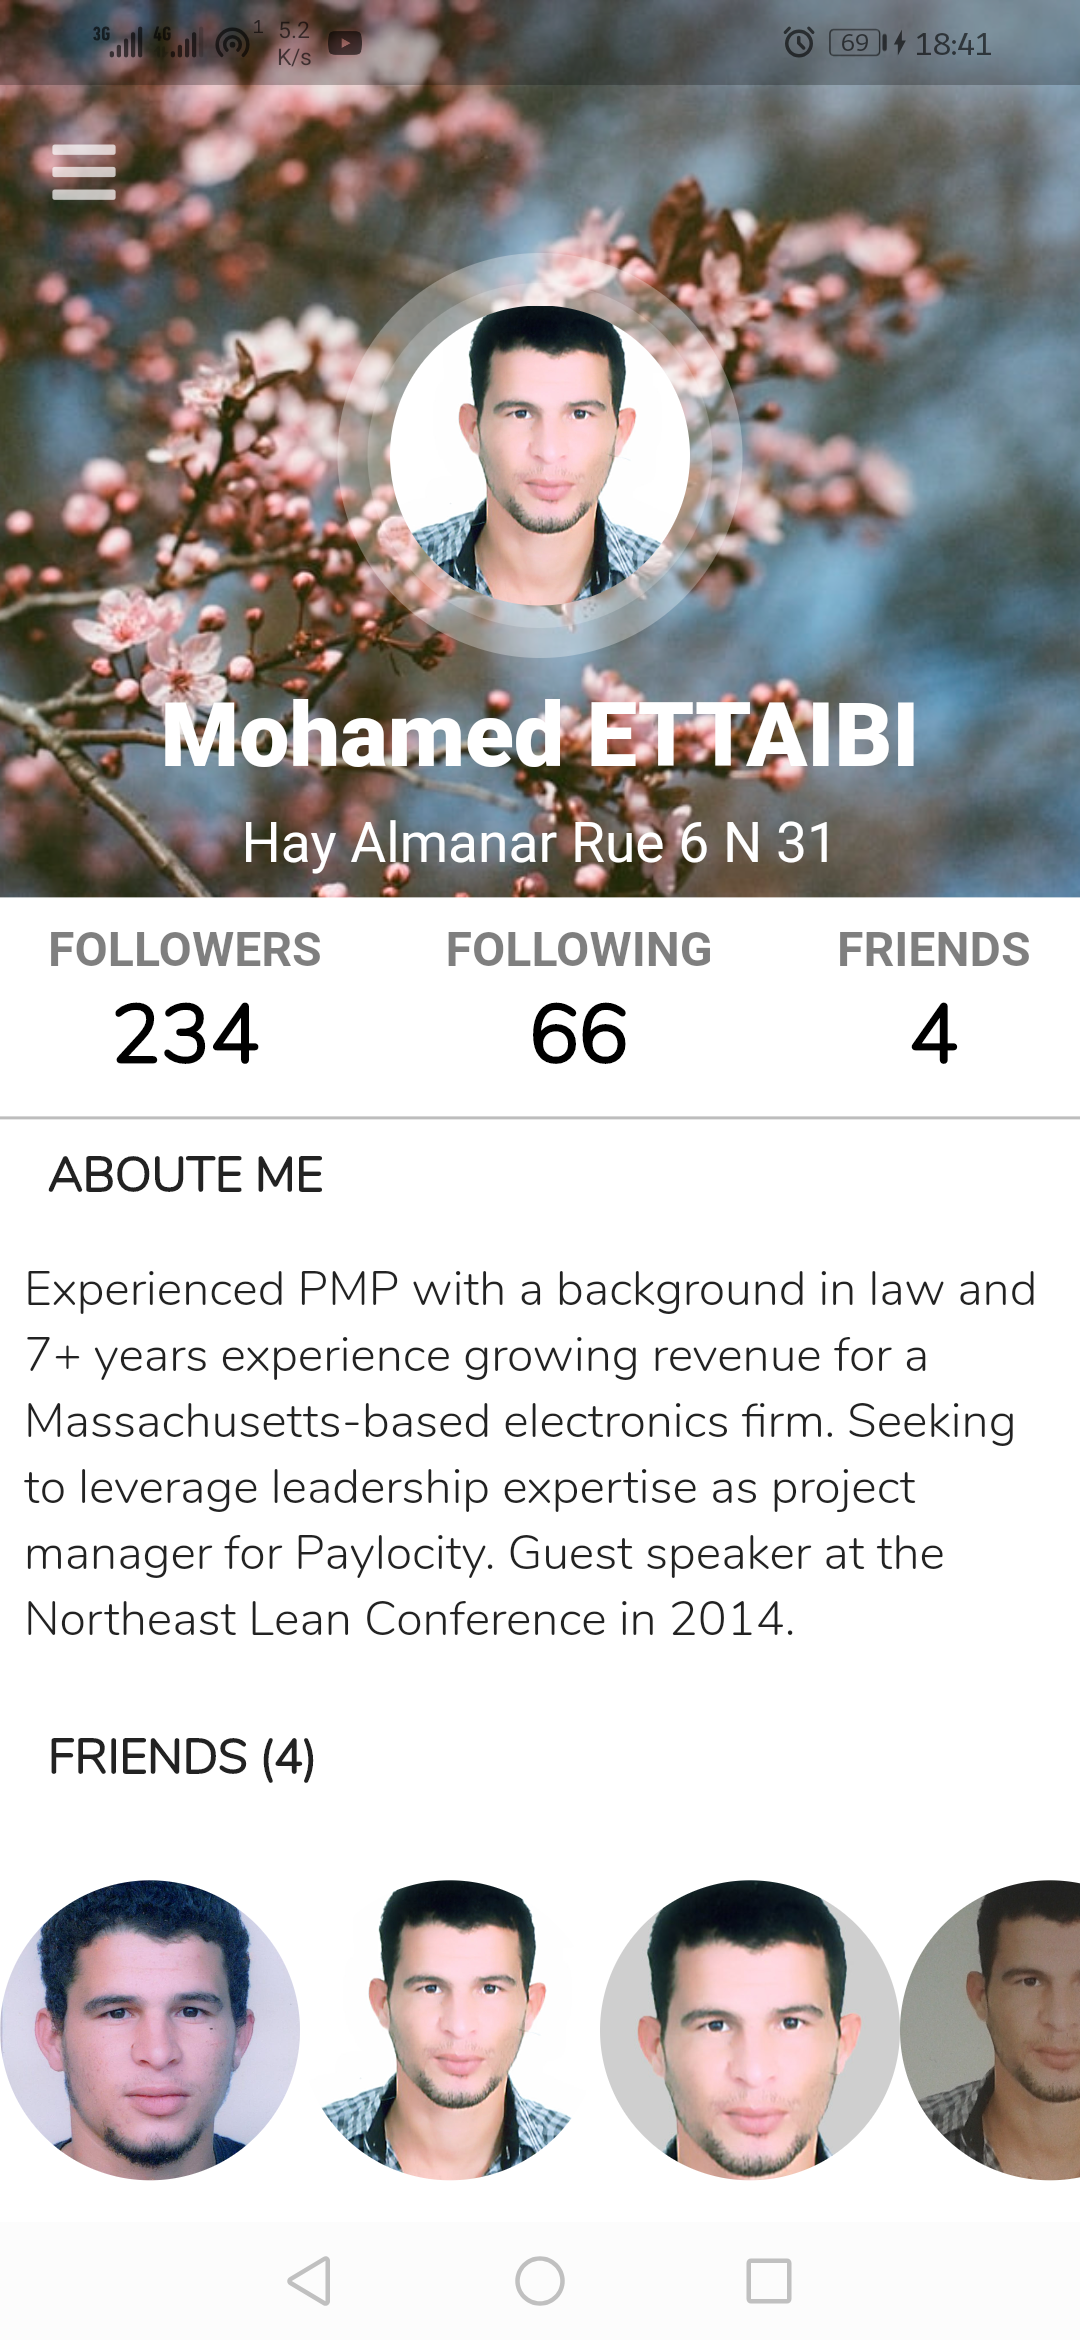 3G 4G 1 5.2 K/s 69 18:41
Mohamed ETTAIBI
Hay Almanar Rue 6 N 31
FOLLOWERS FOLLOWING FRIENDS
234 66 4
ABOUTE ME
Experienced PMP with a background in law and
7+ years experience growing revenue for a
Massachusetts-based electronics firm. Seeking
to leverage leadership expertise as project
manager for Paylocity. Guest speaker at the
Northeast Lean Conference in 2014.
FRIENDS (4)